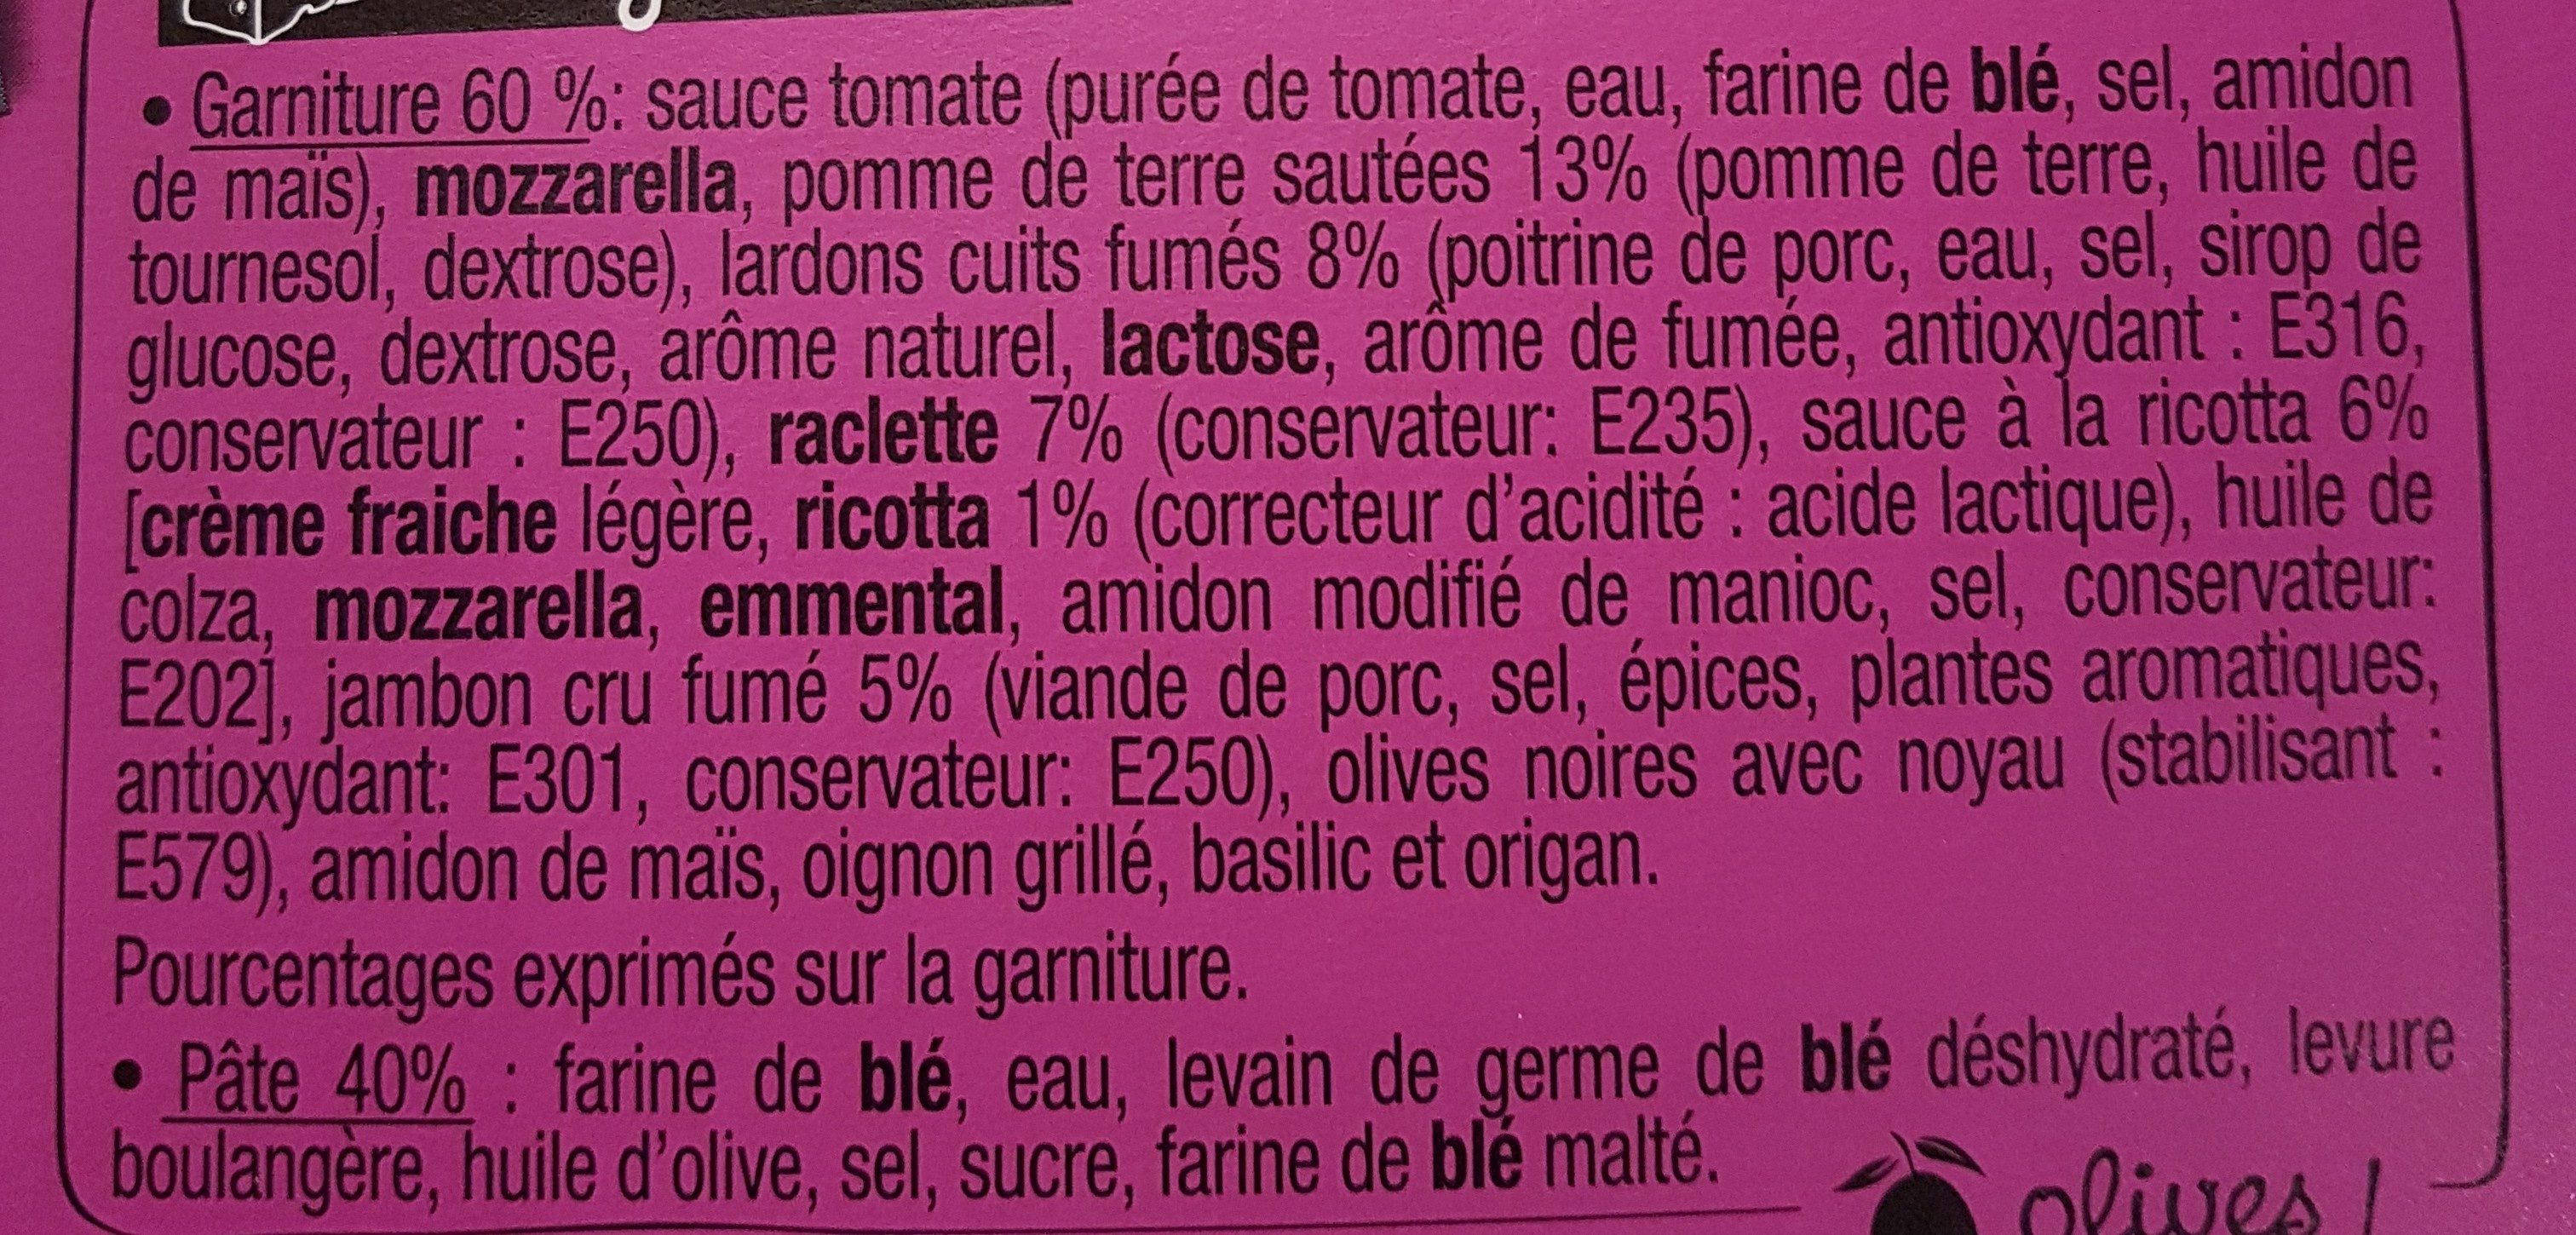 • Garniture 60 %: sauce tomate (purée de tomate, eau, farine de blé, sel, amidon
de maïs), mozzarella, pomme de terre sautées 13% (pomme de terre, huile de
tournesol, dextrose), lardons cuits fumés 8% (poitrine de porc, eau, sel, sirop de
glucose, dextrose, arôme naturel, lactose, arôme de fumée, antioxydant : E316,
conservateur : E250), raclette 7% (conservateur: E235), sauce à la ricotta 6%
[crème fraiche légère, ricotta 1% (correcteur d'acidité : acide lactique), huile de
colza, mozzarella, emmental, amidon modifié de manioc, sel, conservateur:
E202], jambon cru fumé 5% (viande de porc, sel, épices, plantes aromatiques,
antioxydant: E301, conservateur: E250), olives noires avec noyau (stabilisant :
E579), amidon de maïs, oignon grillé, basilic et origan.
Pourcentages exprimés sur la garniture.
• Pâte 40% : farine de blé, eau, levain de germe de blé déshydraté, levure
boulangère, huile d'olive, sel, sucre, farine de blé malté.
olives !